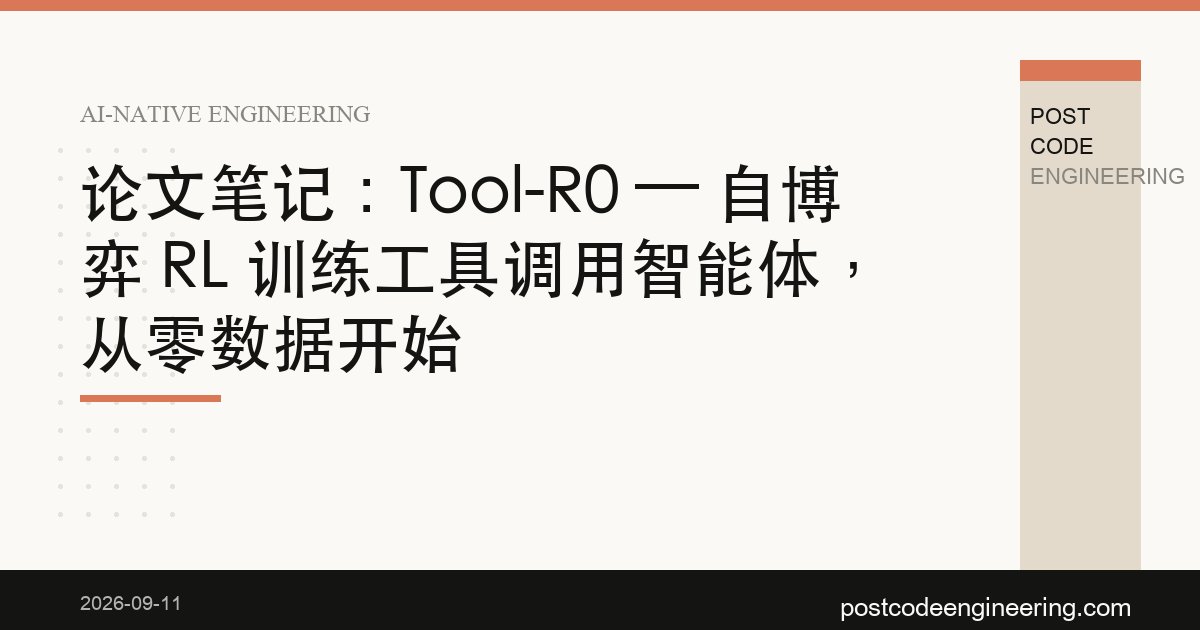 AI-NATIVE ENGINEERING
论文笔记：Tool-R0 — 自博
弈 RL 训练工具调用智能体，
从零数据开始
POST
CODE
ENGINEERING
2026-09-11
postcodeengineering.com